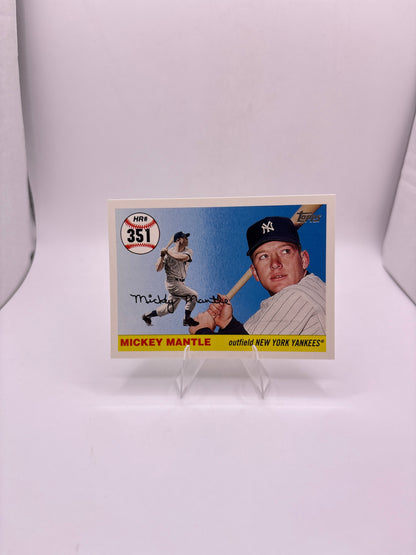 HR#
351
Topps
NY
Mickey Mantle
MICKEY MANTLE
outfield NEW YORK YANKEES®